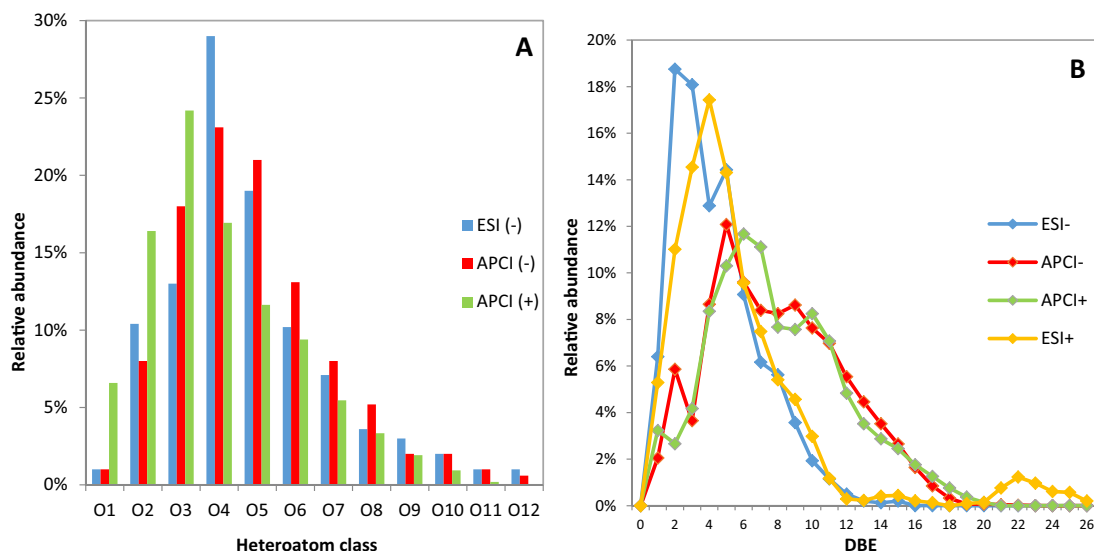 A
Relative abundance
30%
25%
20%
15%
10%
5%
0%
O1 O2 O3 O4 O5 O6 O7 O8 O9 O10 O11 O12
Heteroatom class
ESI (-)
APCI (-)
APCI (+)
B
Relative abundance
20%
18%
16%
14%
12%
10%
8%
6%
4%
2%
0%
0 2 4 6 8 10 12 14 16 18 20 22 24 26
DBE
ESI-
APCI-
APCI+
ESI+